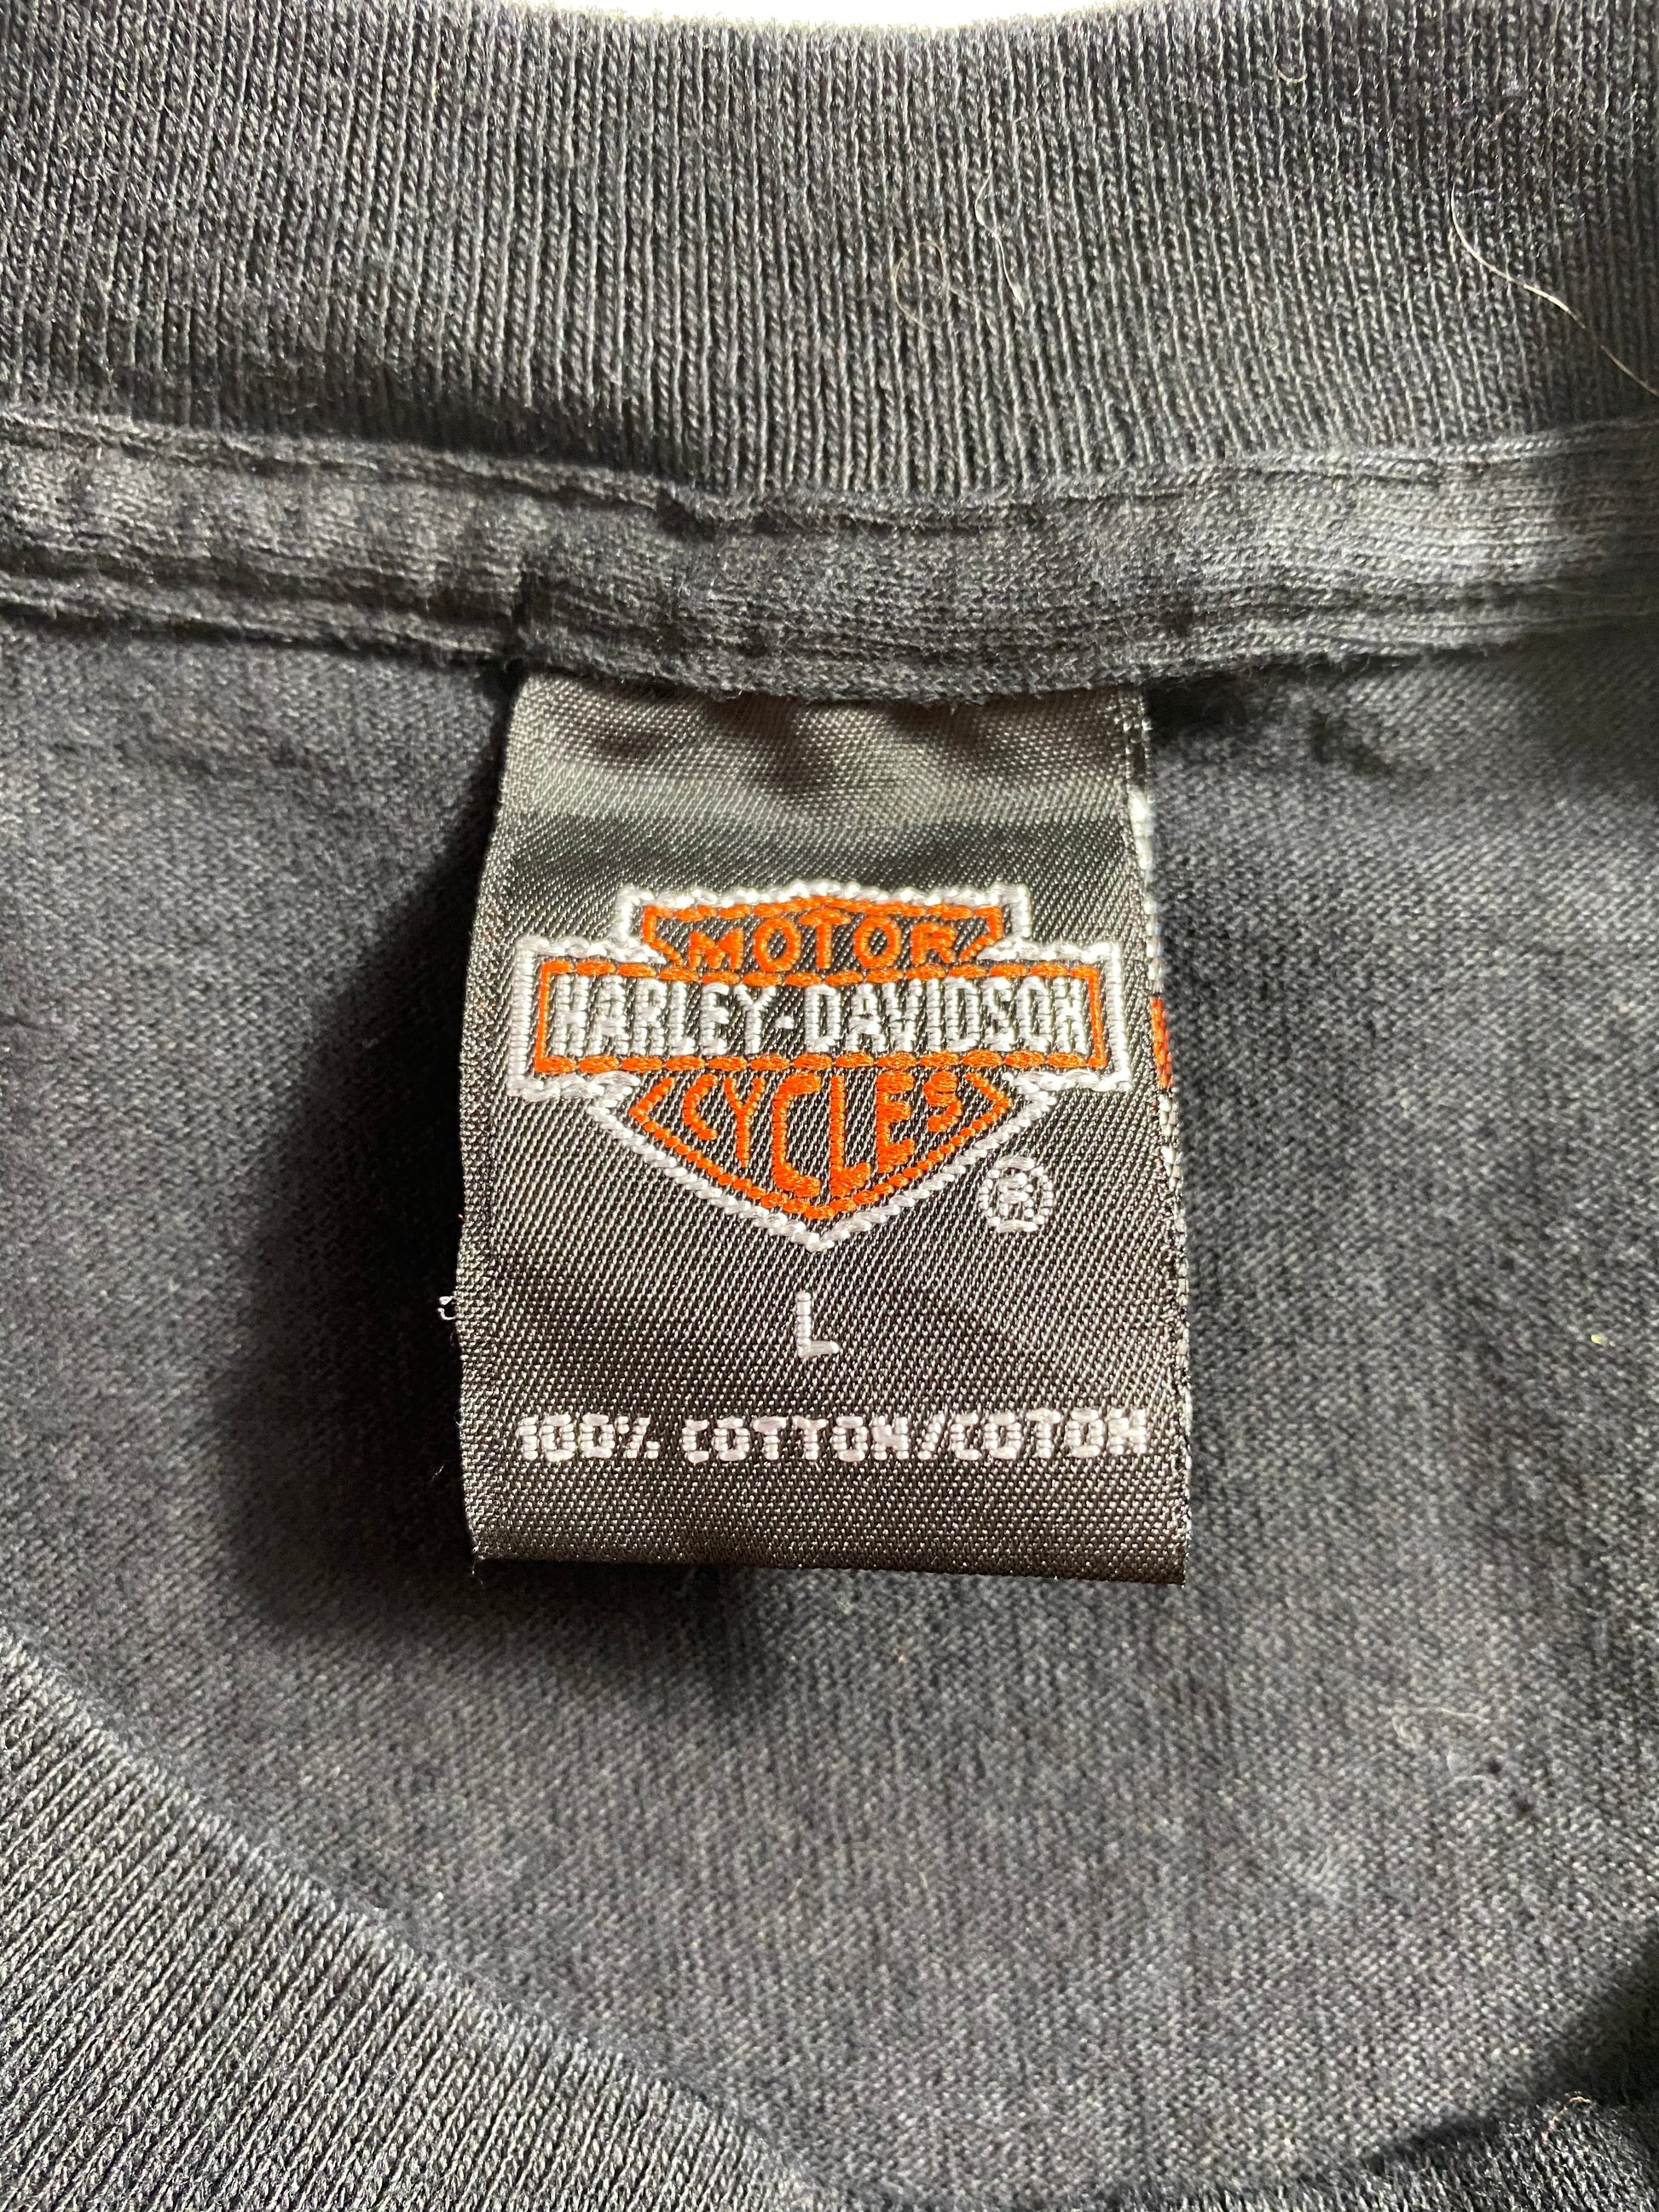 MOTOR
HARLEY-DAVIDSON
CYCLES
®
L
100% COTTON/COTON